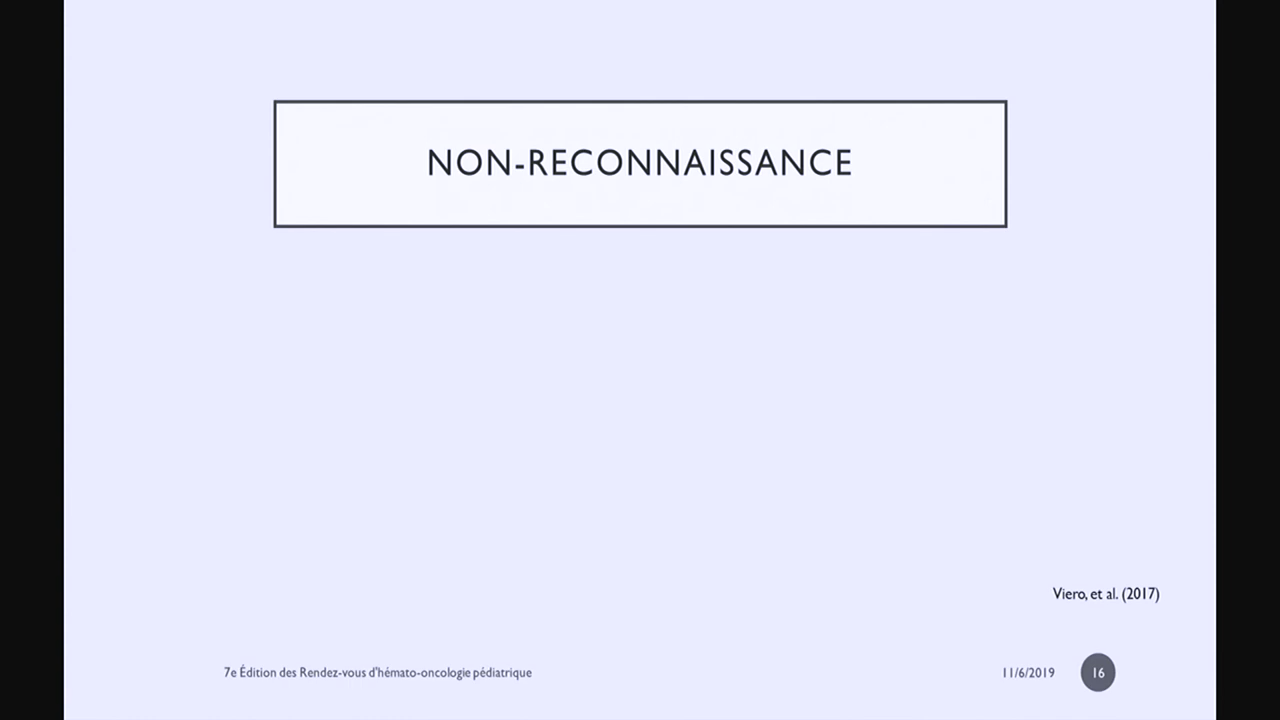 NON-RECONNAISSANCE
Viero, et al. (2017)
7e Édition des Rendez-vous d'hémato-oncologie pédiatrique
11/6/2019
16